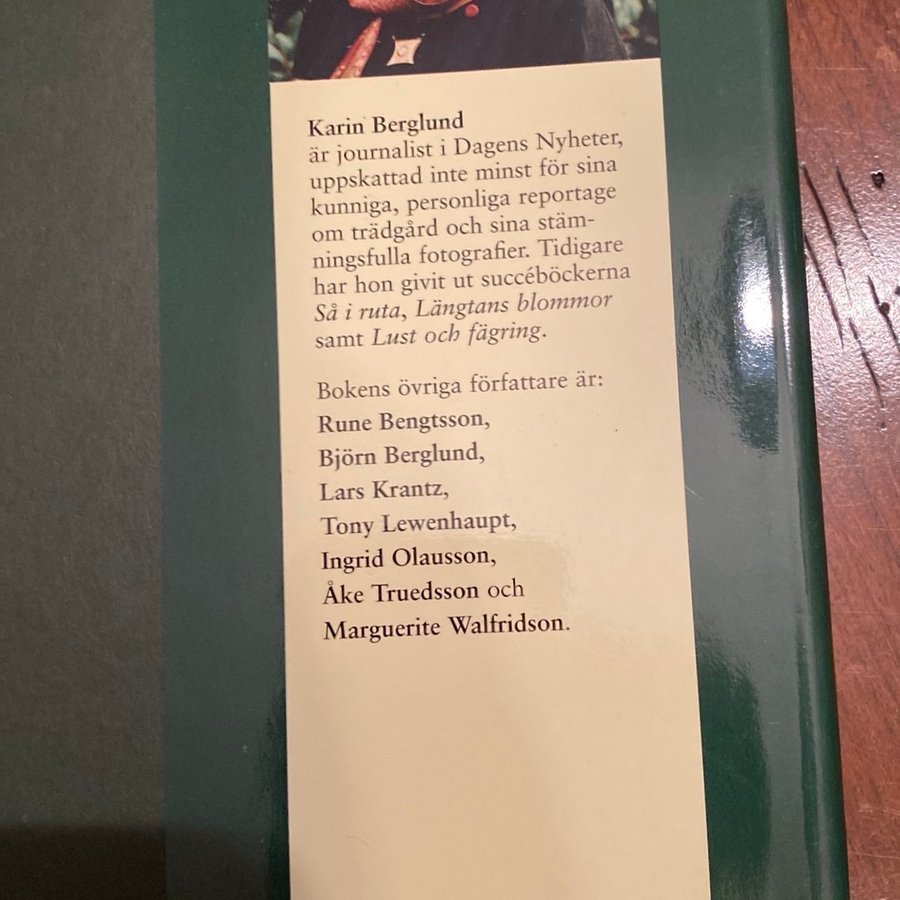 Karin Berglund
är journalist i Dagens Nyheter,
uppskattad inte minst för sina
kunniga, personliga reportage
om trädgård och sina stäm-
ningsfulla fotografier. Tidigare
har hon givit ut succéböckerna
Så i ruta, Längtans blommor
samt Lust och fägring.
Bokens övriga författare är:
Rune Bengtsson,
Björn Berglund,
Lars Krantz,
Tony Lewenhaupt,
Ingrid Olausson,
Åke Truedsson och
Marguerite Walfridson.